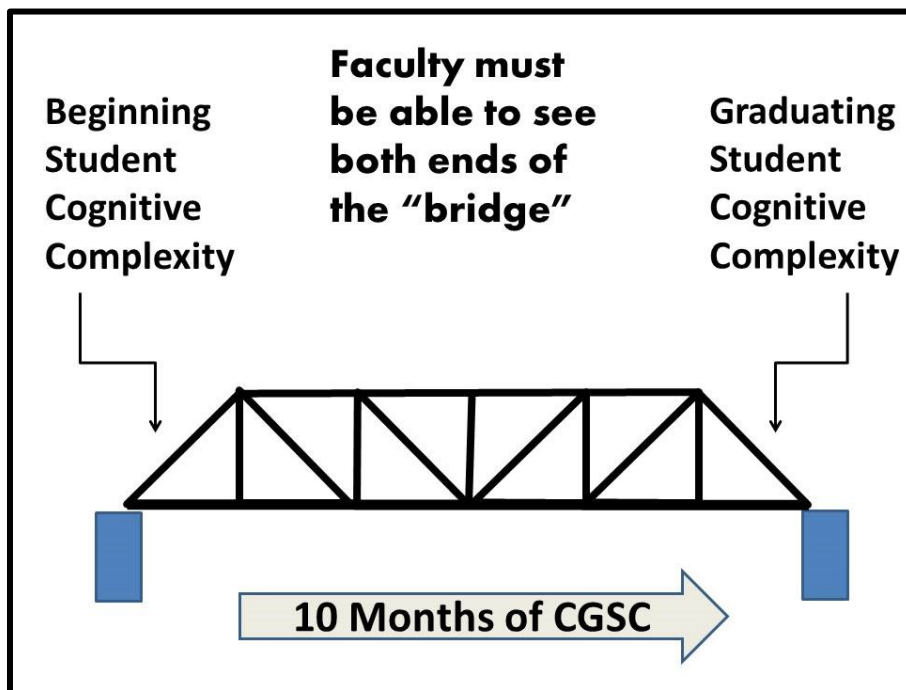 Beginning
Student
Cognitive
Complexity
Faculty must
be able to see
both ends of
the “bridge”
Graduating
Student
Cognitive
Complexity
10 Months of CGSC